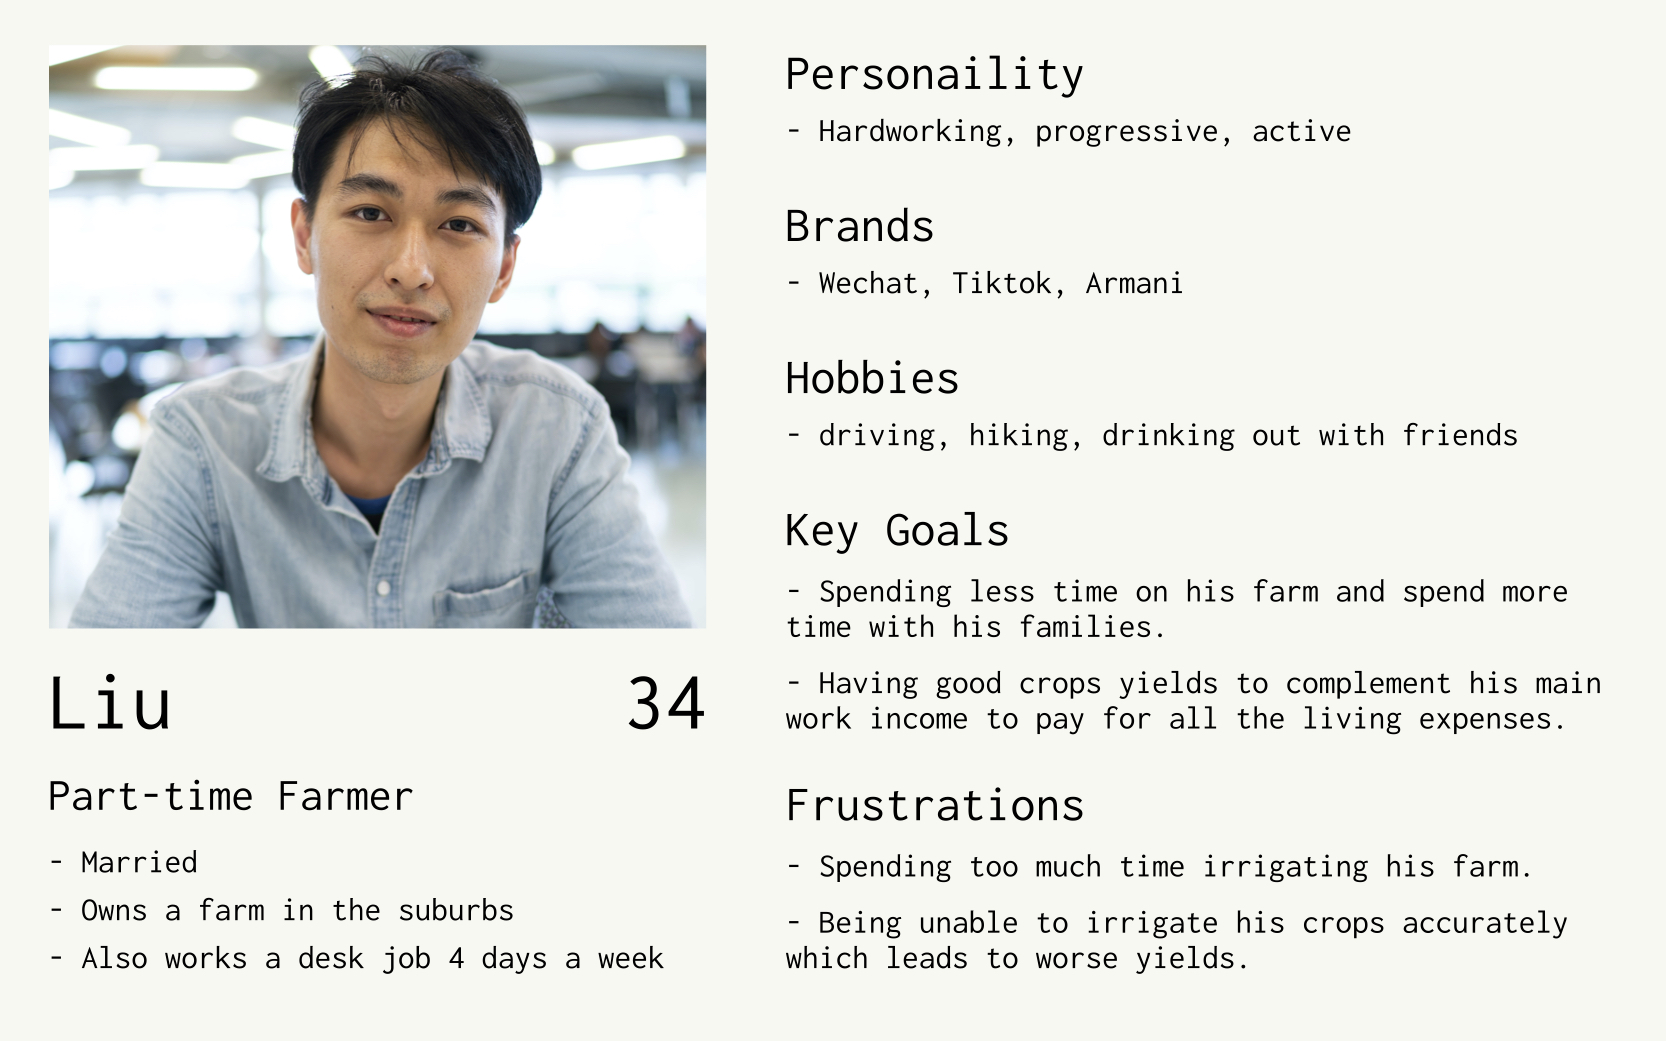 Liu 34
Part-time Farmer
- Married
- Owns a farm in the suburbs
- Also works a desk job 4 days a week
Personaility
- Hardworking, progressive, active
Brands
- Wechat, Tiktok, Armani
Hobbies
- driving, hiking, drinking out with friends
Key Goals
- Spending less time on his farm and spend more
time with his families.
- Having good crops yields to complement his main
work income to pay for all the living expenses.
Frustrations
- Spending too much time irrigating his farm.
- Being unable to irrigate his crops accurately
which leads to worse yields.